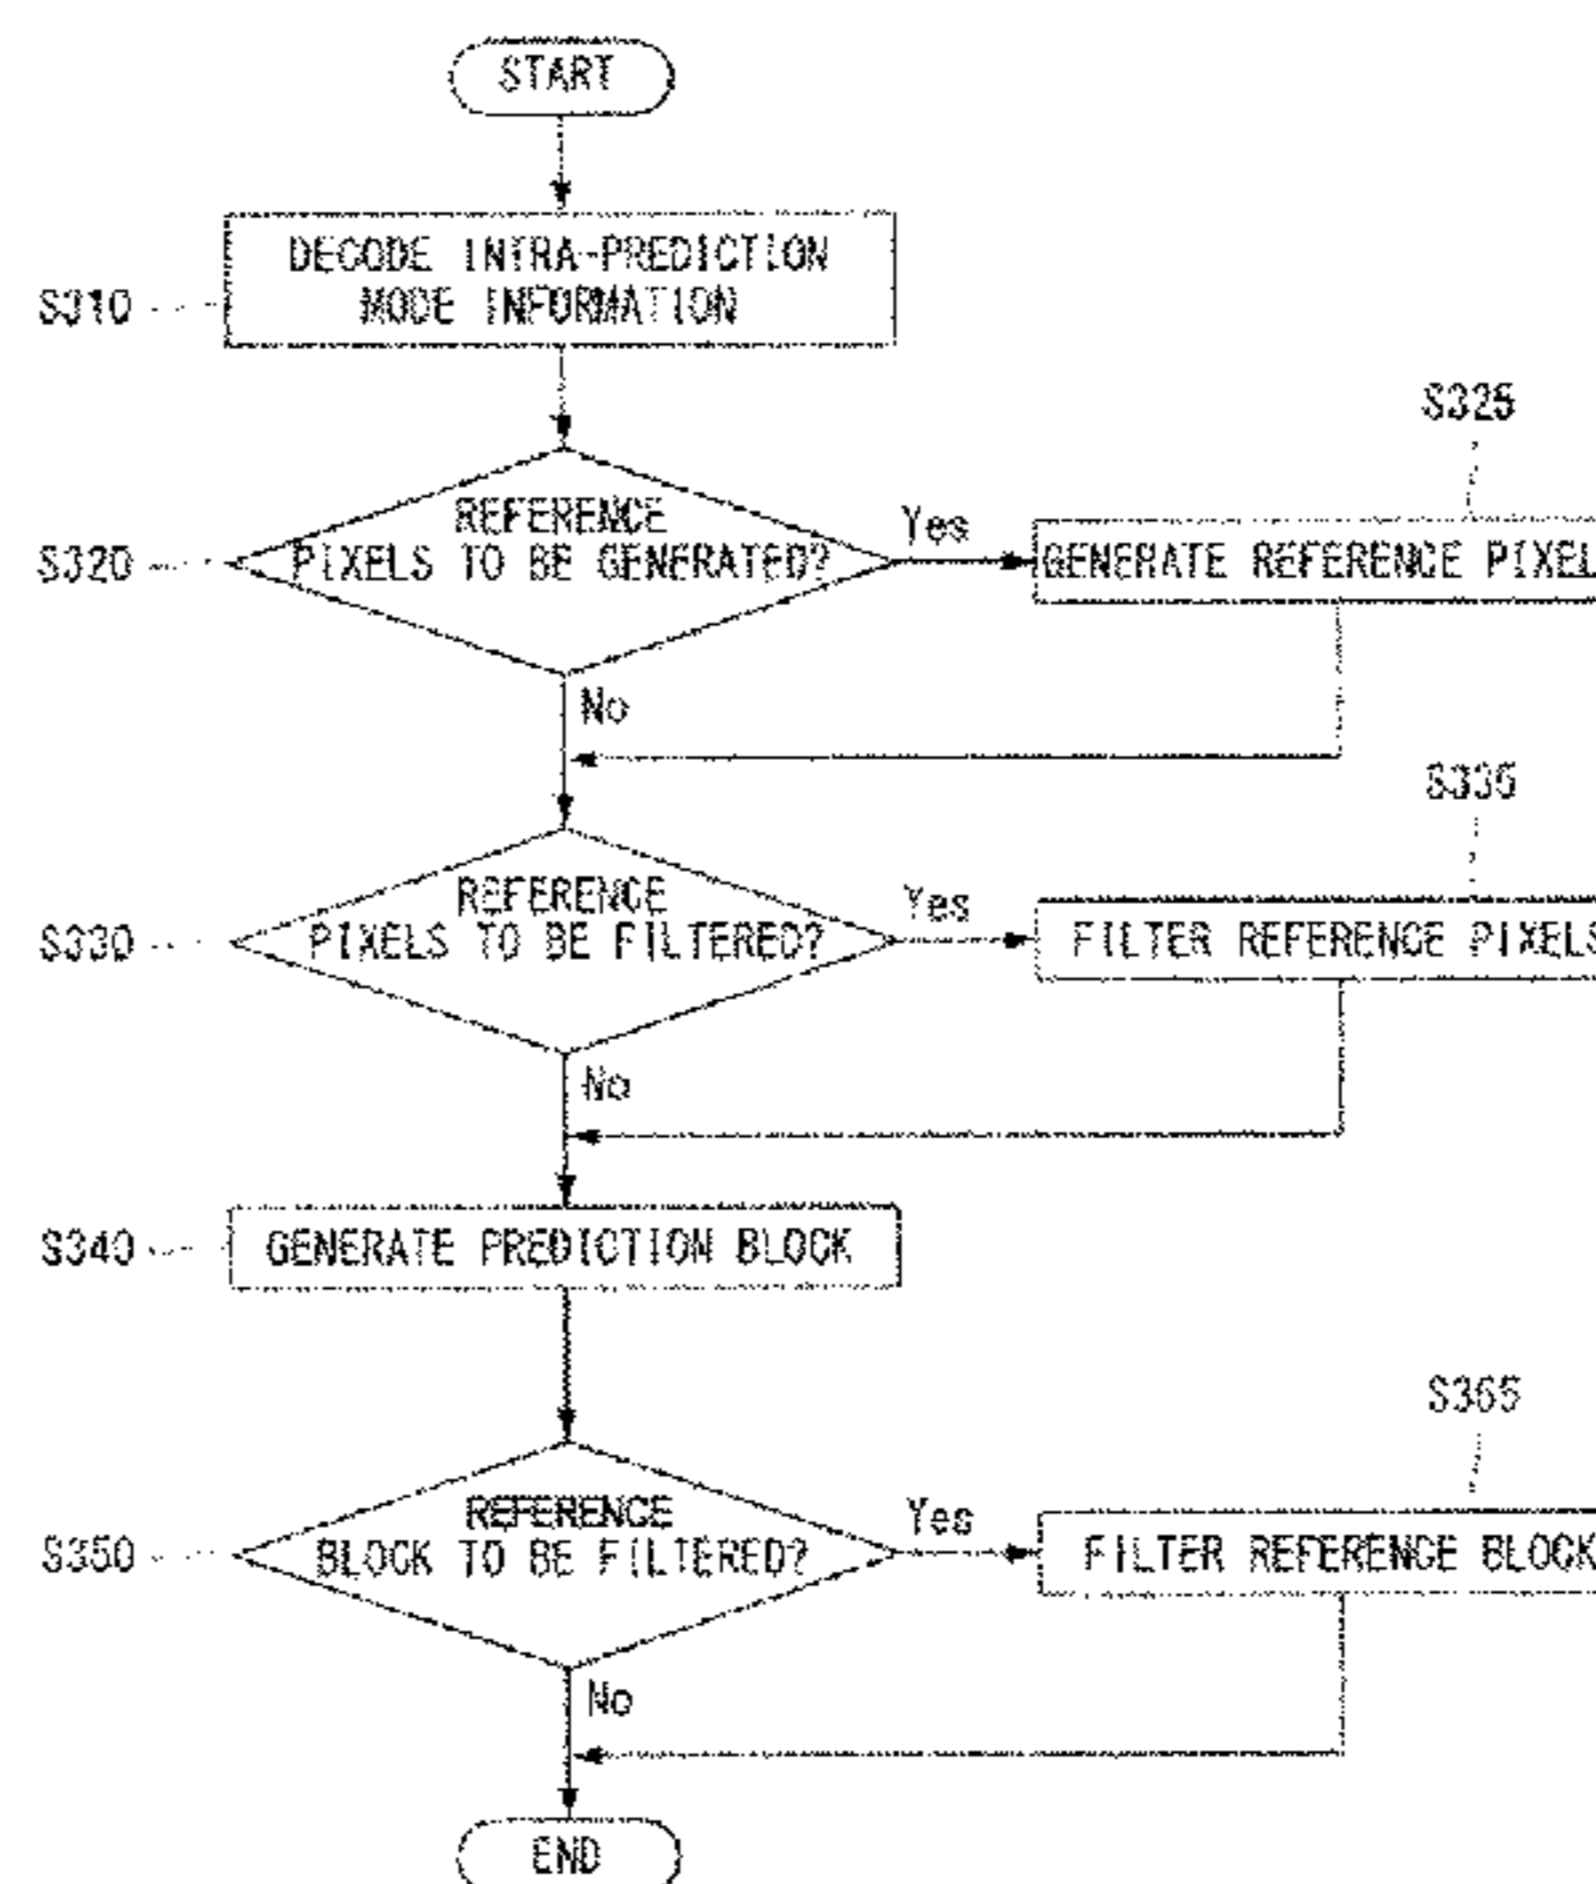 START
DECODE INTRA-PREDICTION
MODE INFORMATION
S310
S325
REFERENCE
PIXELS TO BE GENERATED?
S320
Yes
GENERATE REFERENCE PIXEL
No
S335
REFERENCE
PIXELS TO BE FILTERED?
S330
Yes
FILTER REFERENCE PIXELS
No
S340
GENERATE PREDICTION BLOCK
S365
REFERENCE
BLOCK TO BE FILTERED?
S350
Yes
FILTER REFERENCE BLOCK
No
END